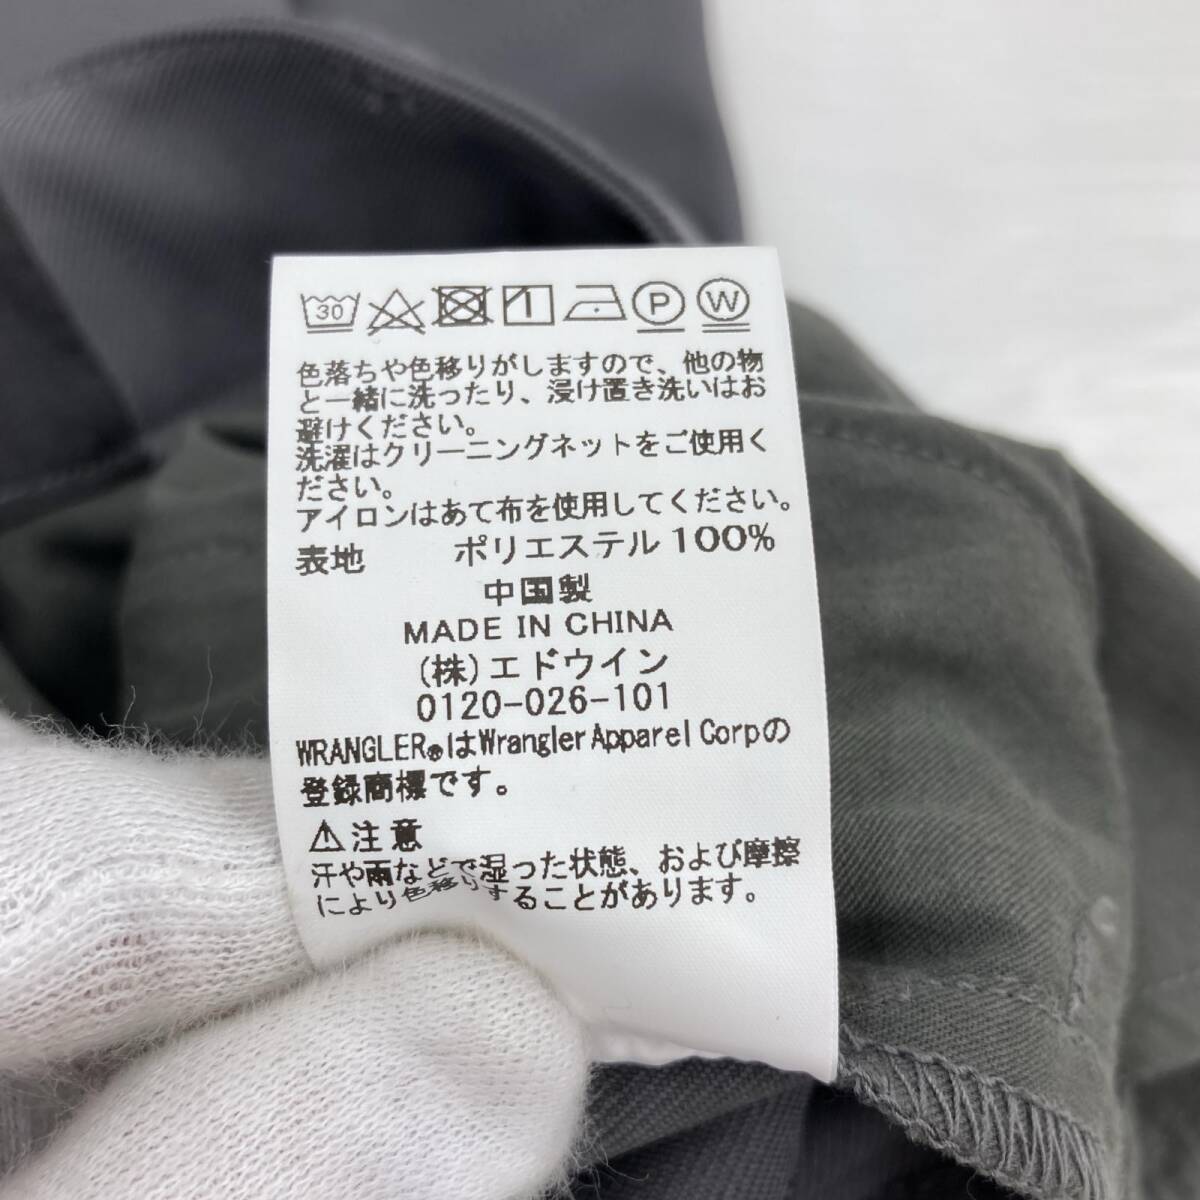 30 P W
色落ちや色移りがしますので、他の物
と一緒に洗ったり、浸け置き洗いはお
避けください。
洗濯はクリーニングネットをご使用く
ださい。
アイロンはあて布を使用してください。
表地 ポリエステル 100%
中国製
MADE IN CHINA
(株)エドウイン
0120-026-101
WRANGLER®はWrangler Apparel Corpの
登録商標です。
⚠注意
汗や雨などで湿った状態、および摩擦
により色移りすることがあります。